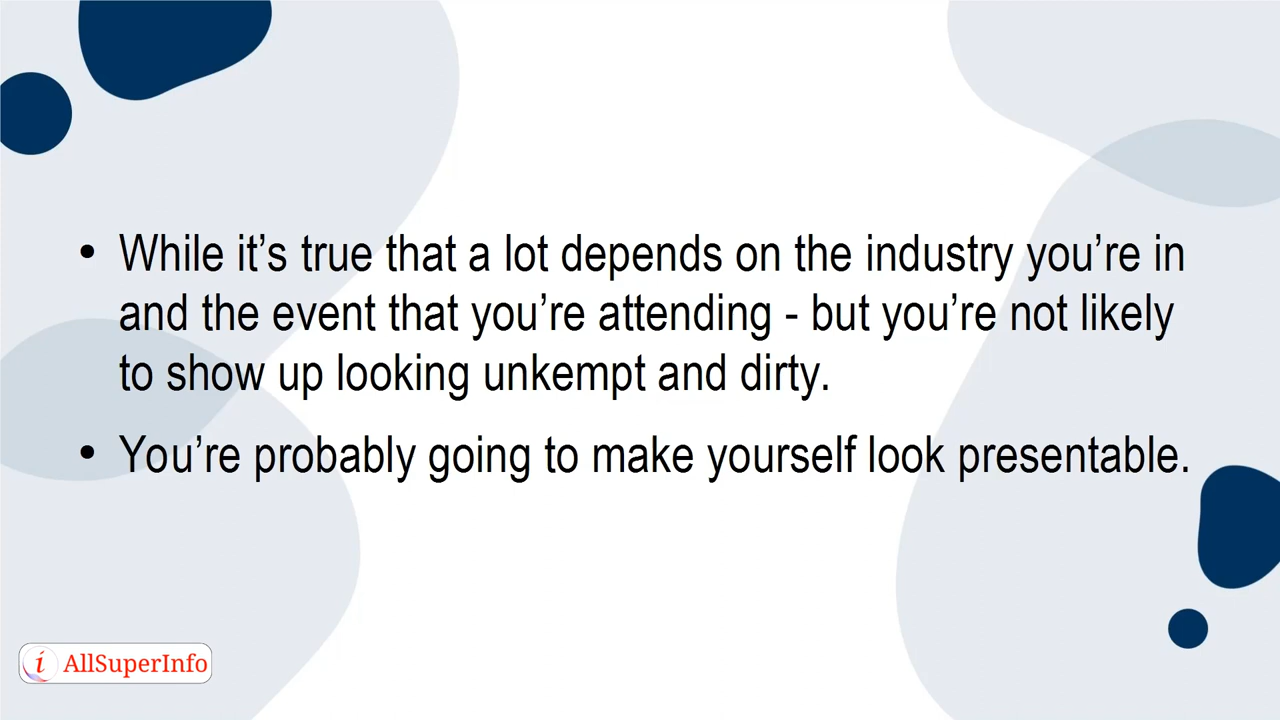 • While it’s true that a lot depends on the industry you’re in
and the event that you’re attending - but you’re not likely
to show up looking unkempt and dirty.
• You’re probably going to make yourself look presentable.
i AllSuperInfo